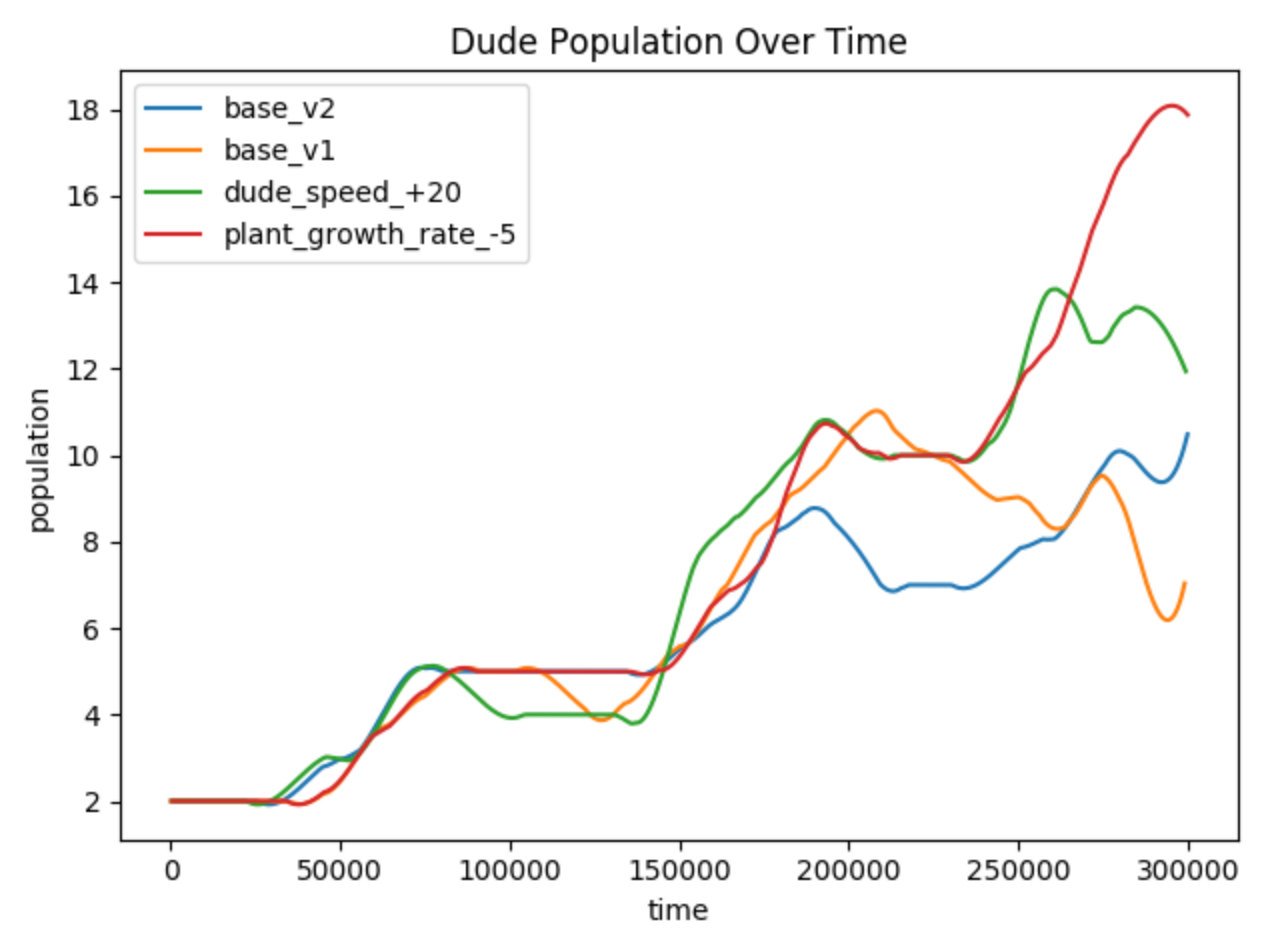 Dude Population Over Time
base_v2
base_v1
dude_speed_+20
plant_growth_rate_-5
18
16
14
12
10
8
6
4
2
population
0 50000 100000 150000 200000 250000 300000
time